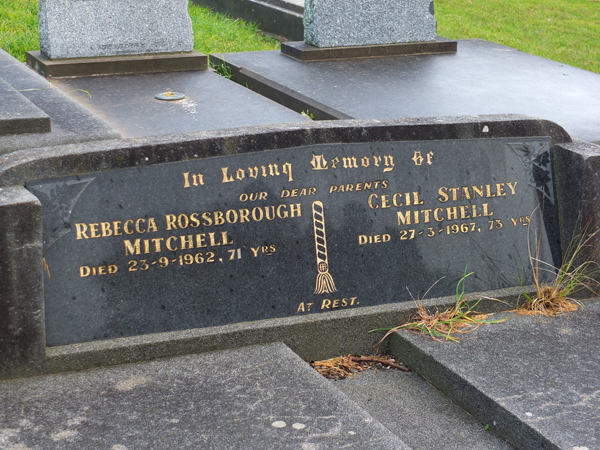 In Loving Memory Of
OUR DEAR PARENTS
REBECCA ROSSBOROUGH
MITCHELL
DIED 23-9-1962, 71 YRS
CECIL STANLEY
MITCHELL
DIED 27-3-1967, 73 YRS
AT REST.